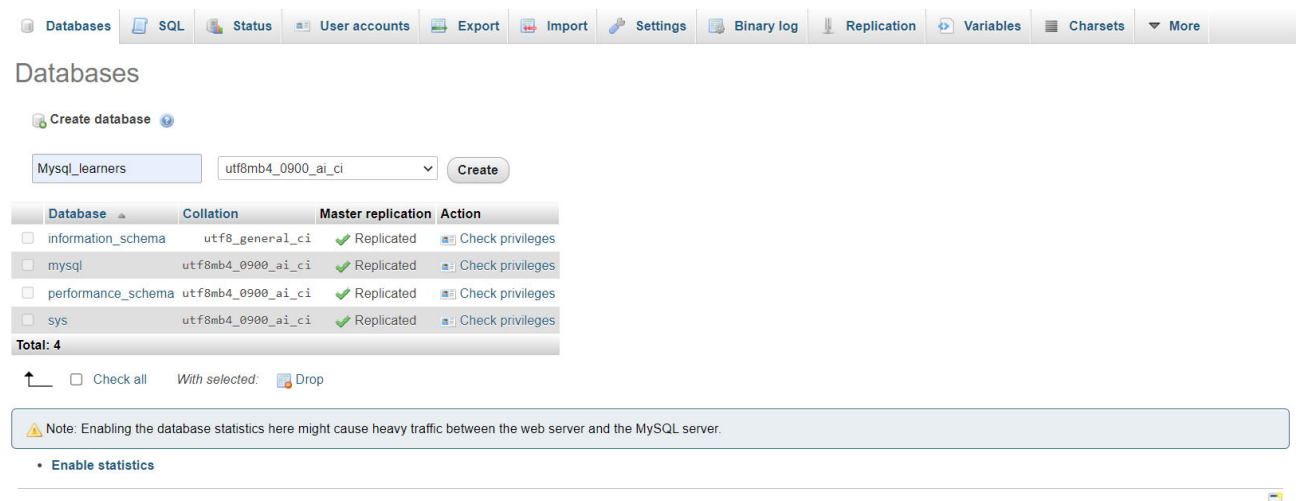 Databases SQL Status User accounts Export Import Settings Binary log Replication Variables Charsets More
Databases
Create database
Mysql_learners utf8mb4_0900_ai_ci Create
Database Collation Master replication Action
information_schema utf8_general_ci Replicated Check privileges
mysql utf8mb4_0900_ai_ci Replicated Check privileges
performance_schema utf8mb4_0900_ai_ci Replicated Check privileges
sys utf8mb4_0900_ai_ci Replicated Check privileges
Total: 4
Check all With selected: Drop
Note: Enabling the database statistics here might cause heavy traffic between the web server and the MySQL server.
• Enable statistics